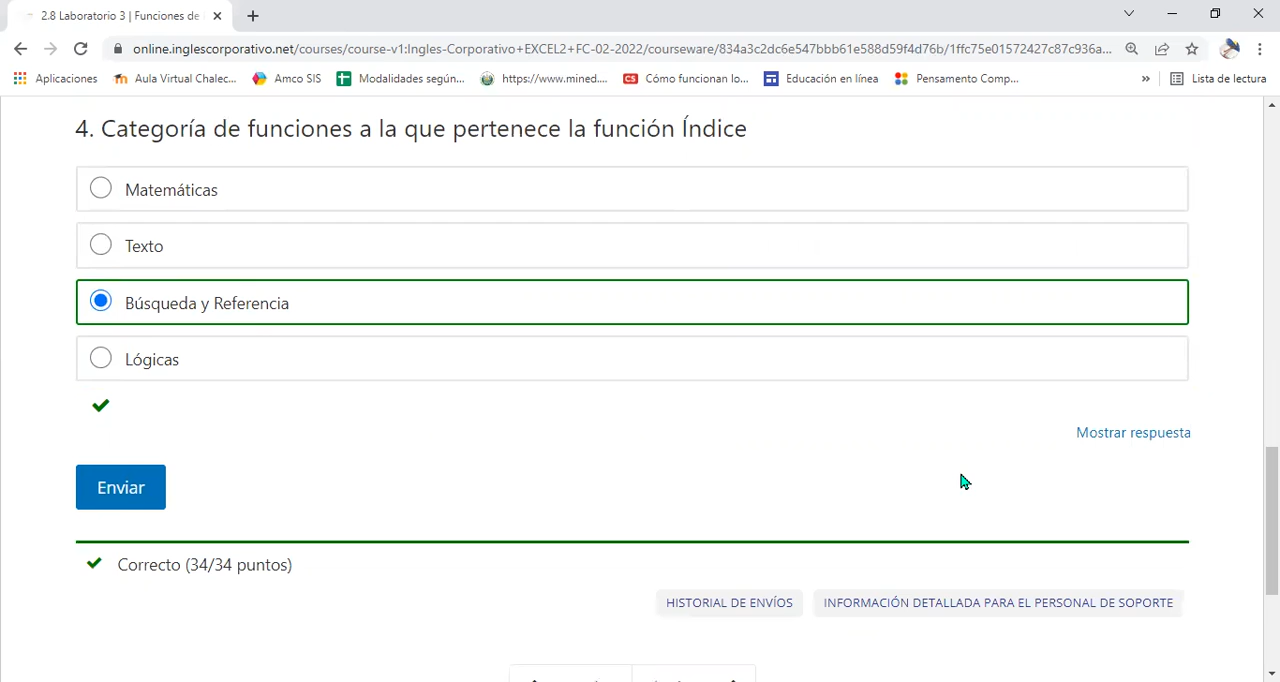 2.8 Laboratorio 3 | Funciones de
online.inglescorporativo.net/courses/course-v1:Ingles-Corporativo+EXCEL2+FC-02-2022/courseware/834a3c2dc6e547bbb61e588d59f4d76b/1ffc75e01572427c87c936a...
Aplicaciones
Aula Virtual Chalec...
Amco SIS
Modalidades según...
https://www.mined....
CS
Cómo funcionan lo...
Educación en línea
Pensamento Comp...
»
Lista de lectura
4. Categoría de funciones a la que pertenece la función Índice
Matemáticas
Texto
Búsqueda y Referencia
Lógicas
Mostrar respuesta
Enviar
Correcto (34/34 puntos)
HISTORIAL DE ENVÍOS
INFORMACIÓN DETALLADA PARA EL PERSONAL DE SOPORTE